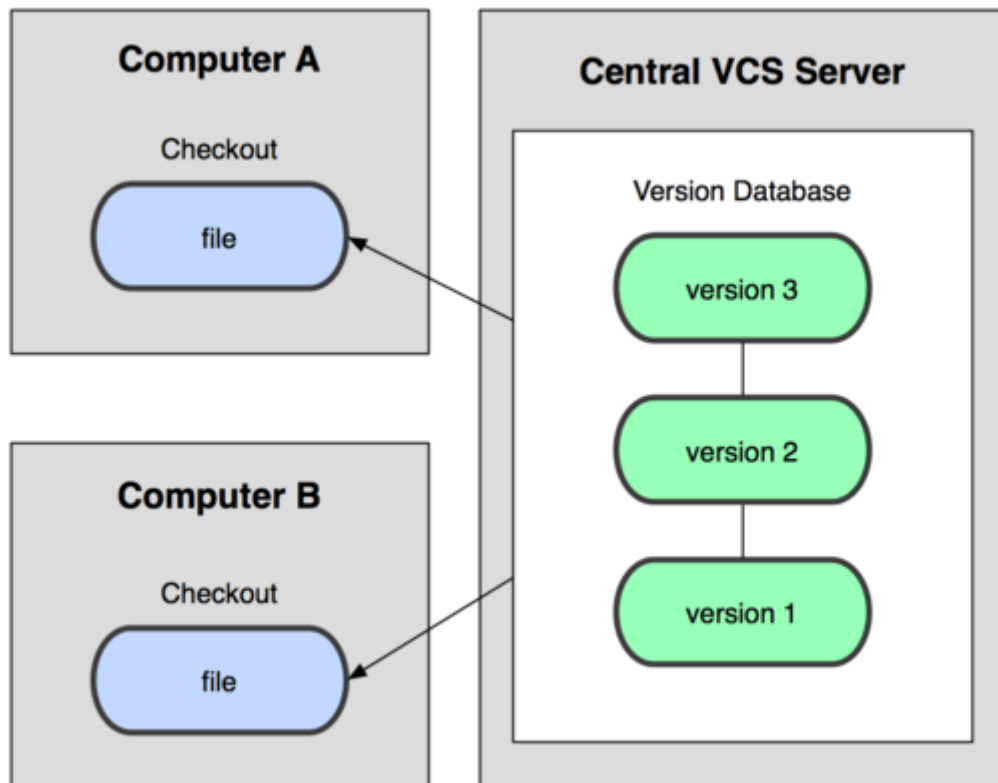 Computer A
Checkout
file
Computer B
Checkout
file
Central VCS Server
Version Database
version 3
version 2
version 1